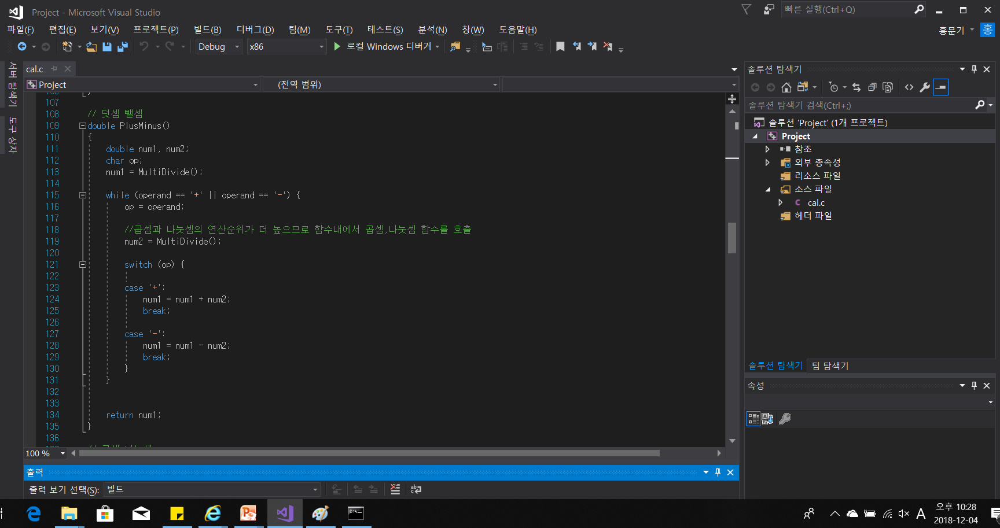 Project - Microsoft Visual Studio
빠른 실행(Ctrl+Q)
파일(F) 편집(E) 보기(V) 프로젝트(P) 빌드(B) 디버그(D) 팀(M) 도구(T) 테스트(S) 분석(N) 창(W) 도움말(H)
홍문기 홍
Debug x86 로컬 Windows 디버거
서버 탐색기
도구 상자
cal.c
Project (전역 범위)
107
108 // 덧셈 뺄셈
109 double PlusMinus()
110 {
111 double num1, num2;
112 char op;
113 num1 = MultiDivide();
114
115 while (operand == '+' || operand == '-') {
116 op = operand;
117
118 //곱셈과 나눗셈의 연산순위가 더 높으므로 함수내에서 곱셈,나눗셈 함수를 호출
119 num2 = MultiDivide();
120
121 switch (op) {
122
123 case '+':
124 num1 = num1 + num2;
125 break;
126
127 case '-':
128 num1 = num1 - num2;
129 break;
130 }
131 }
132
133
134 return num1;
135 }
136
100 %
출력
출력 보기 선택(S): 빌드
솔루션 탐색기
솔루션 탐색기 검색(Ctrl+;)
솔루션 'Project' (1개 프로젝트)
Project
참조
외부 종속성
리소스 파일
소스 파일
C cal.c
헤더 파일
솔루션 탐색기 팀 탐색기
속성
A 오후 10:28
2018-12-04